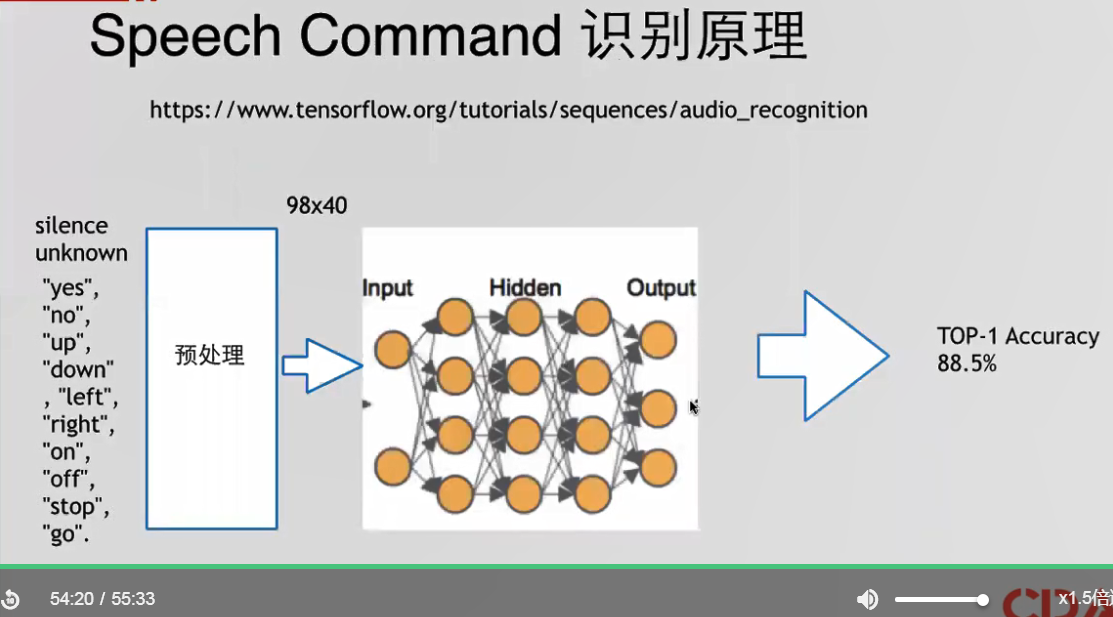 Speech Command 识别原理
https://www.tensorflow.org/tutorials/sequences/audio_recognition
98x40
silence
unknown
"yes",
"no",
"up",
"down"
, "left",
"right",
"on",
"off",
"stop",
"go".
预处理
Input Hidden Output
TOP-1 Accuracy
88.5%
10
54:20 / 55:33
x1.5倍